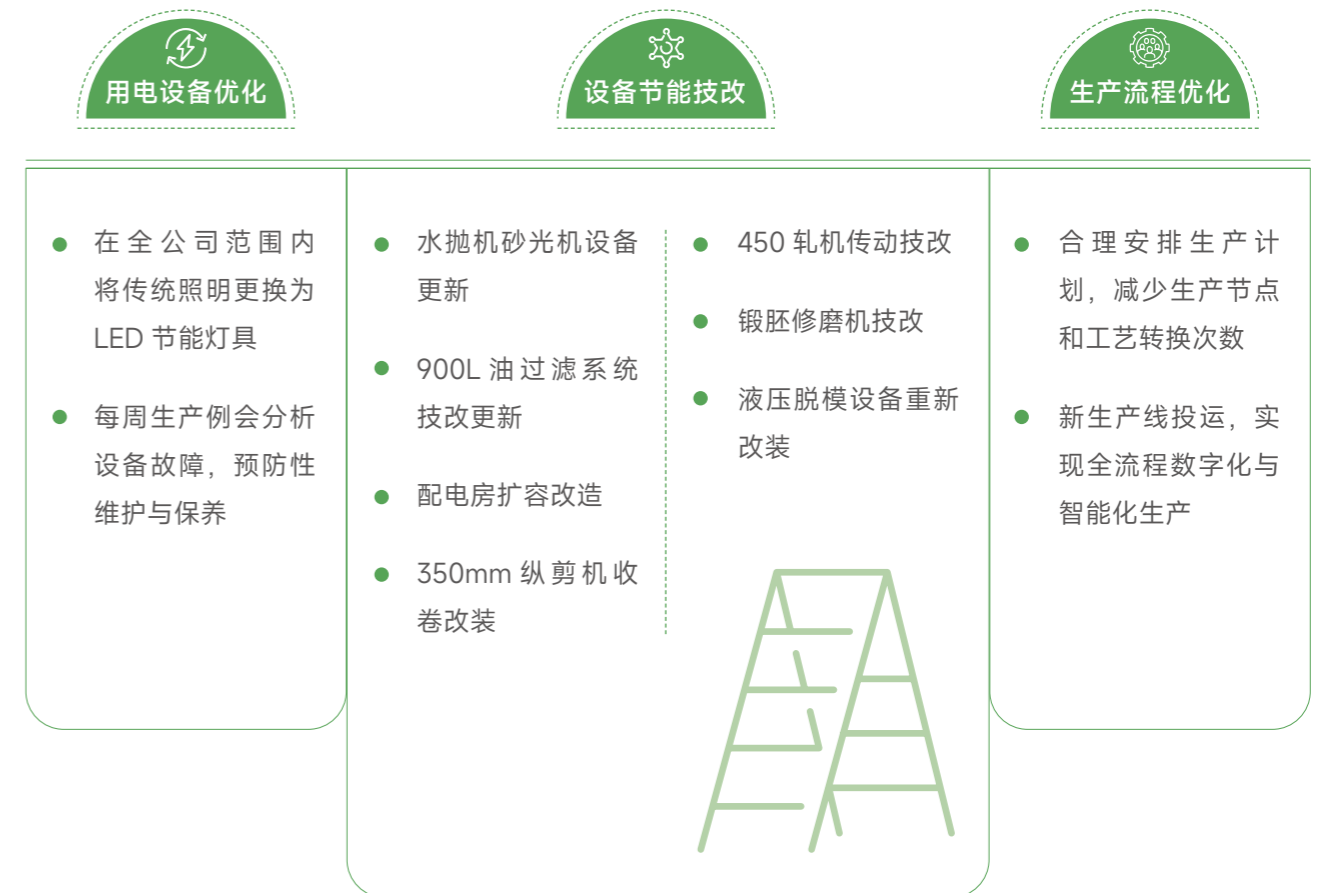 用电设备优化
在全公司范围内
将传统照明更换为
LED 节能灯具
每周生产例会分析
设备故障，预防性
维护与保养
设备节能技改
水抛机砂光机设备
更新
900L 油过滤系统
技改更新
配电房扩容改造
350mm 纵剪机收
卷改装
450 轧机传动技改
锻胚修磨机技改
液压脱模设备重新
改装
生产流程优化
合理安排生产计
划，减少生产节点
和工艺转换次数
新生产线投运，实
现全流程数字化与
智能化生产